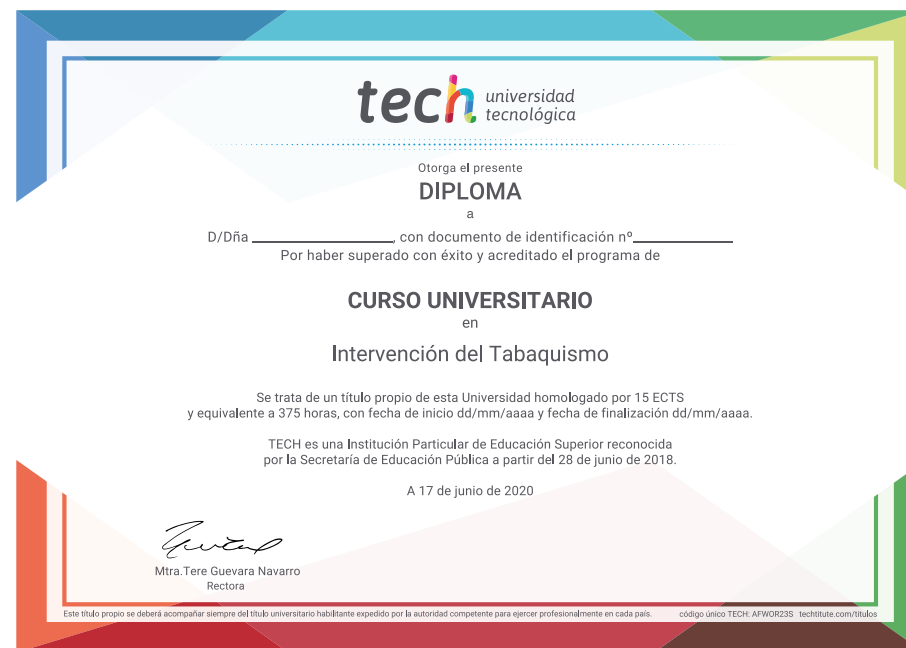 tech universidad
tecnológica
Otorga el presente
DIPLOMA
a
D/Dña ____________________, con documento de identificación nº______________
Por haber superado con éxito y acreditado el programa de
CURSO UNIVERSITARIO
en
Intervención del Tabaquismo
Se trata de un título propio de esta Universidad homologado por 15 ECTS
y equivalente a 375 horas, con fecha de inicio dd/mm/aaaa y fecha de finalización dd/mm/aaaa.
TECH es una Institución Particular de Educación Superior reconocida
por la Secretaría de Educación Pública a partir del 28 de junio de 2018.
A 17 de junio de 2020
Mtra.Tere Guevara Navarro
Rectora
Este título propio se deberá acompañar siempre del título universitario habilitante expedido por la autoridad competente para ejercer profesionalmente en cada país. código único TECH: AFWOR23S techtitute.com/titulos